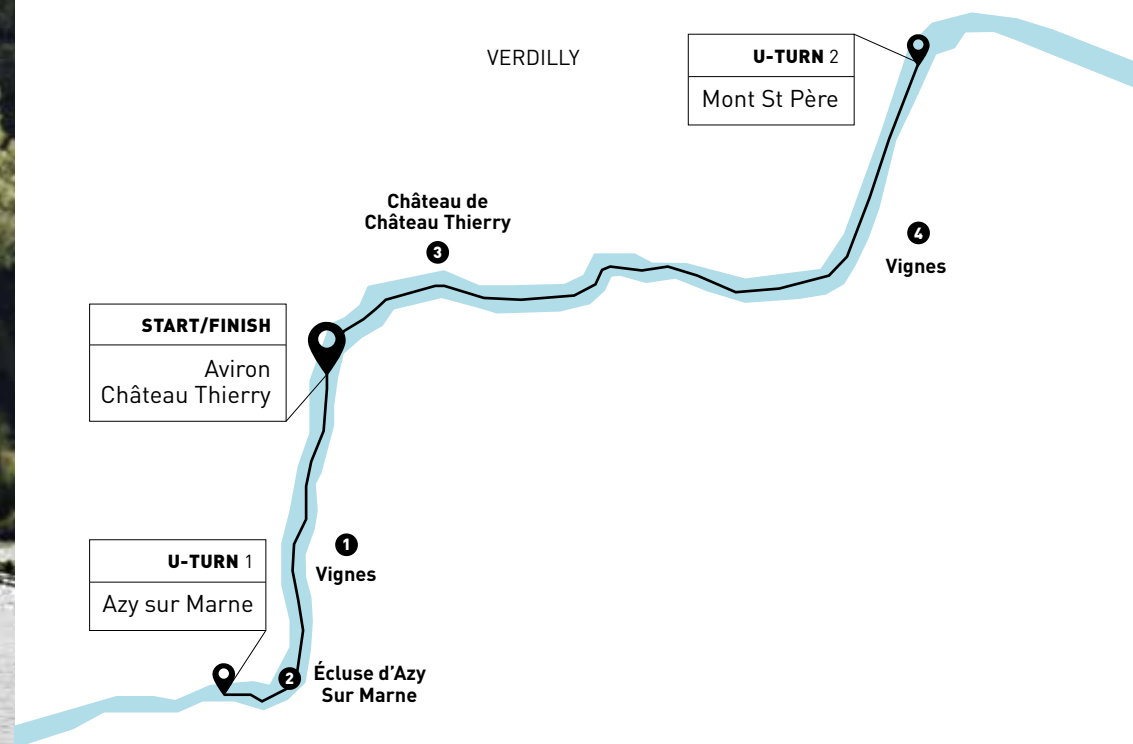 VERDILLY
U-TURN 2
Mont St Père
Château de
Château Thierry
3
4
Vignes
START/FINISH
Aviron
Château Thierry
1
Vignes
U-TURN 1
Azy sur Marne
2
Écluse d’Azy
Sur Marne